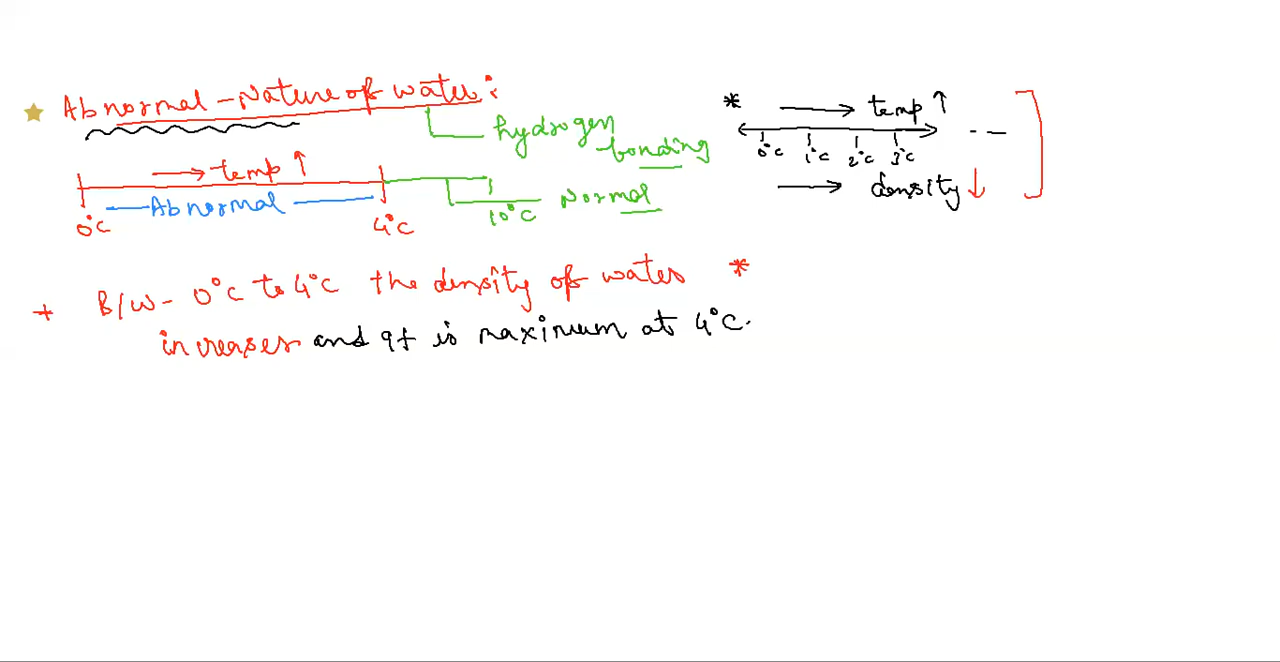 Abnormal - Nature of water:
hydrogen
bonding
→ temp ↑
Abnormal
0°C
4°C
10°C
Normal
* → temp ↑
0°C 1°C 2°C 3°C --
→ density ↓
+ B/W - 0°C to 4°C the density of water *
increases and it is maximum at 4°C.